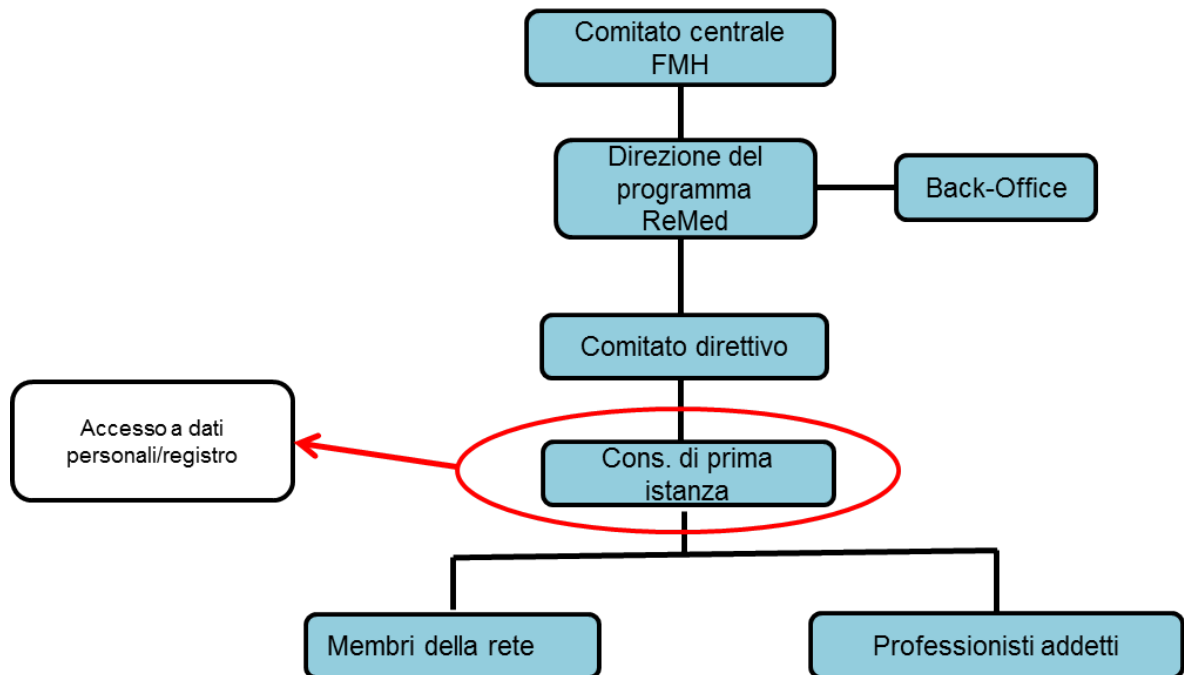 Comitato centrale
FMH
Direzione del
programma
ReMed
Back-Office
Comitato direttivo
Accesso a dati
personali/registro
Cons. di prima
istanza
Membri della rete
Professionisti addetti